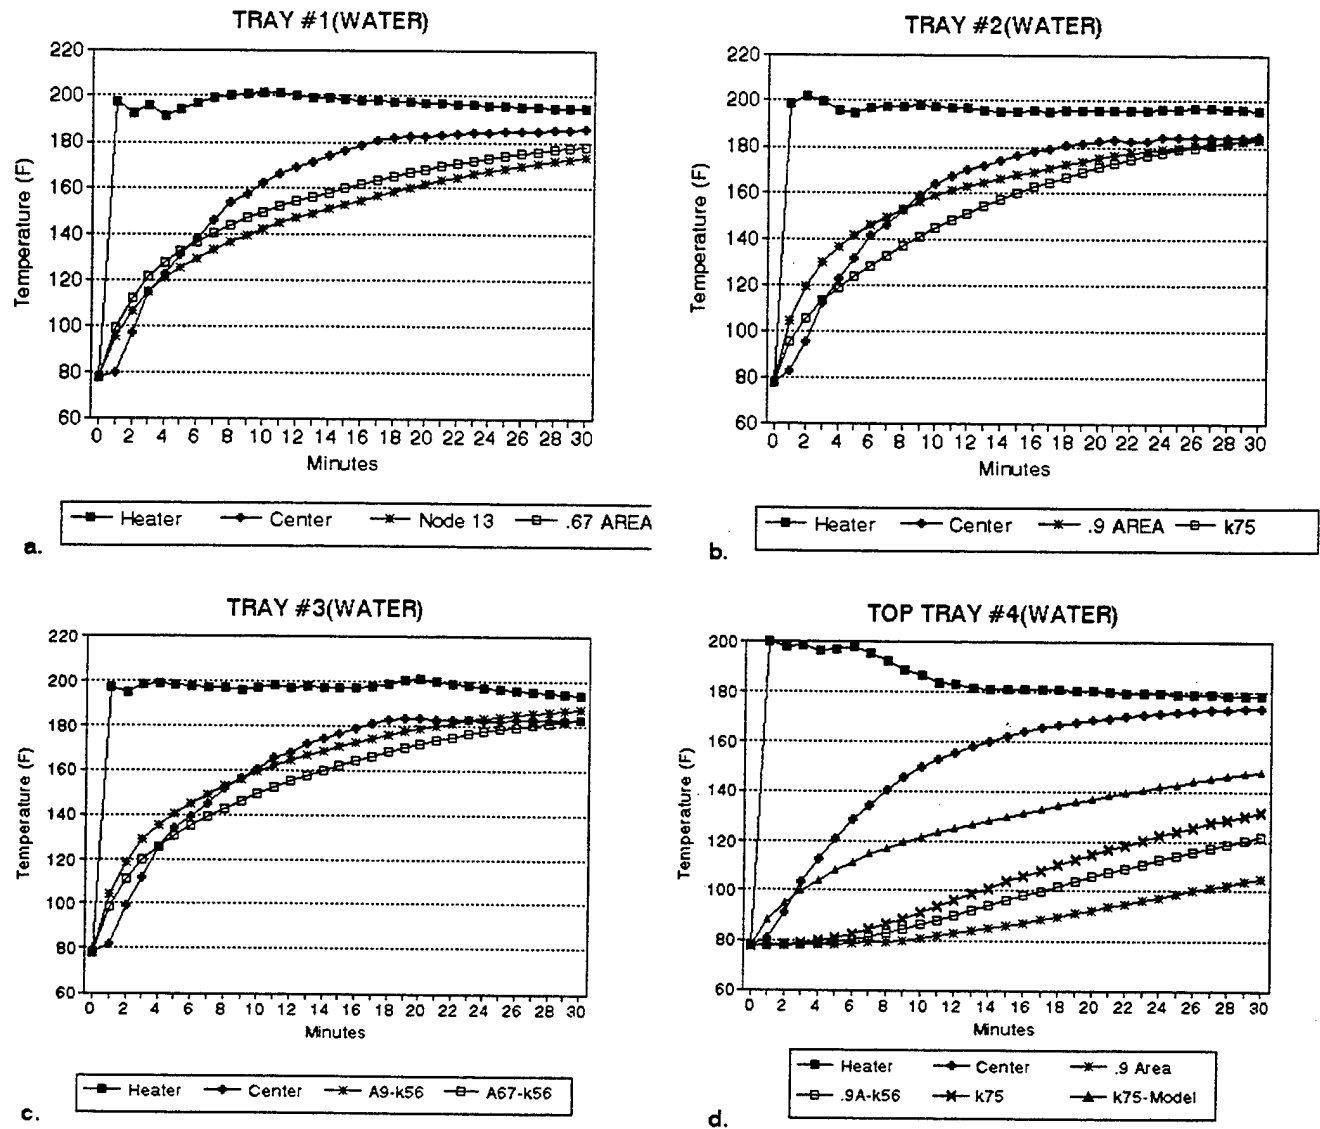 TRAY #1(WATER)
220
200
180
160
140
120
100
80
60
Temperature (F)
0 2 4 6 8 10 12 14 16 18 20 22 24 26 28 30
Minutes
Heater Center Node 13 .67 AREA
a.
TRAY #2(WATER)
220
200
180
160
140
120
100
80
60
Temperature (F)
0 2 4 6 8 10 12 14 16 18 20 22 24 26 28 30
Minutes
Heater Center .9 AREA k75
b.
TRAY #3(WATER)
220
200
180
160
140
120
100
80
60
Temperature (F)
0 2 4 6 8 10 12 14 16 18 20 22 24 26 28 30
Minutes
Heater Center A9-k56 A67-k56
c.
TOP TRAY #4(WATER)
200
180
160
140
120
100
80
60
Temperature (F)
0 2 4 6 8 10 12 14 16 18 20 22 24 26 28 30
Minutes
Heater Center .9 Area
.9A-k56 k75 k75-Model
d.